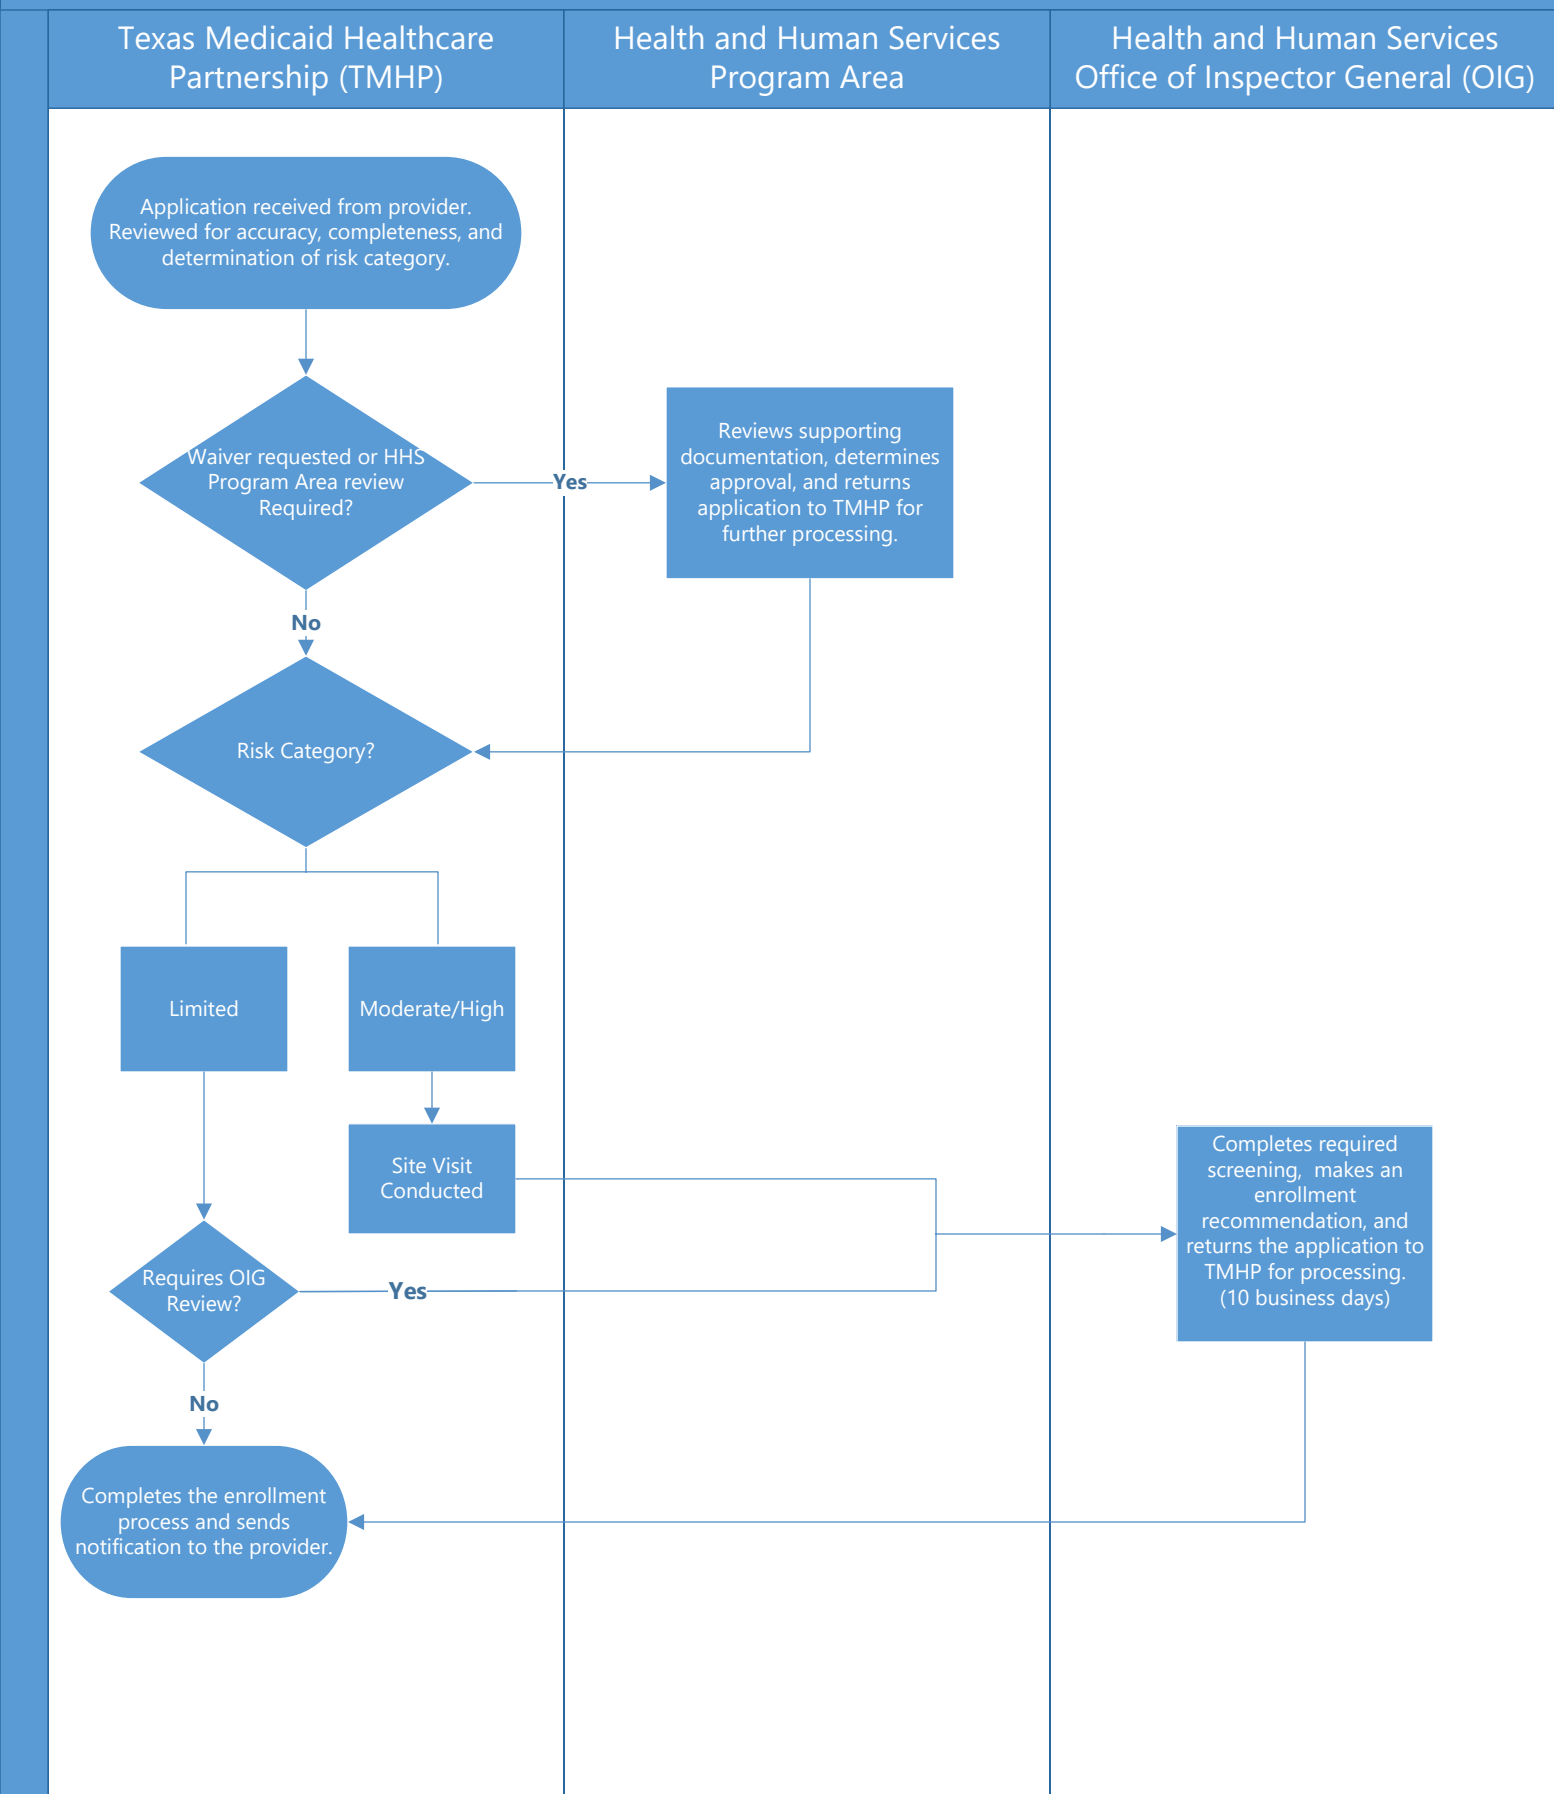 Texas Medicaid Healthcare
Partnership (TMHP)
Health and Human Services
Program Area
Health and Human Services
Office of Inspector General (OIG)
Application received from provider.
Reviewed for accuracy, completeness, and
determination of risk category.
Waiver requested or HHS
Program Area review
Required?
Yes
Reviews supporting
documentation, determines
approval, and returns
application to TMHP for
further processing.
No
Risk Category?
Limited
Moderate/High
Site Visit
Conducted
Completes required
screening, makes an
enrollment
recommendation, and
returns the application to
TMHP for processing.
(10 business days)
Requires OIG
Review?
Yes
No
Completes the enrollment
process and sends
notification to the provider.